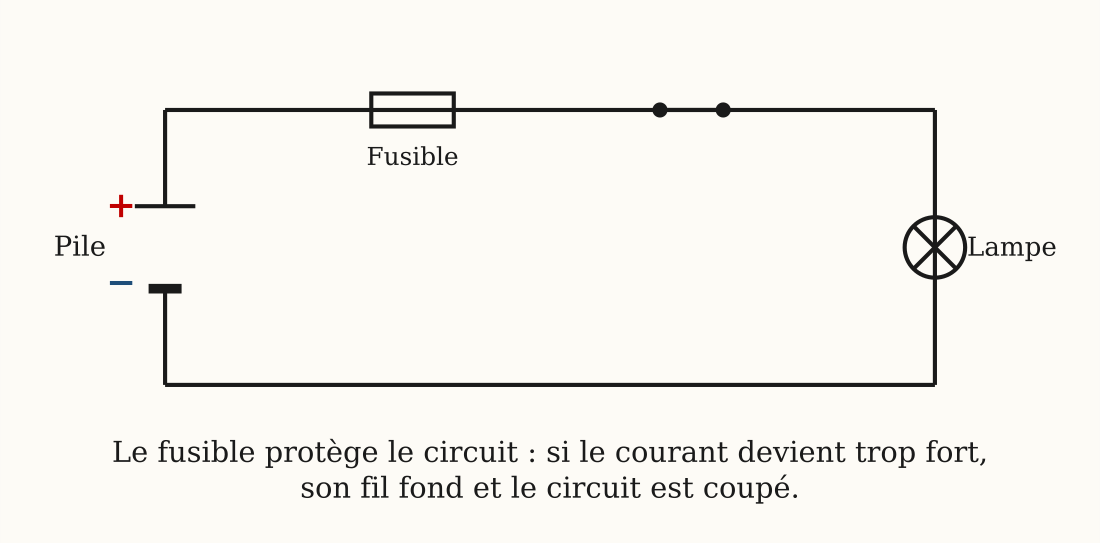 Fusible
+
Pile
−
Lampe
Le fusible protège le circuit : si le courant devient trop fort,
son fil fond et le circuit est coupé.